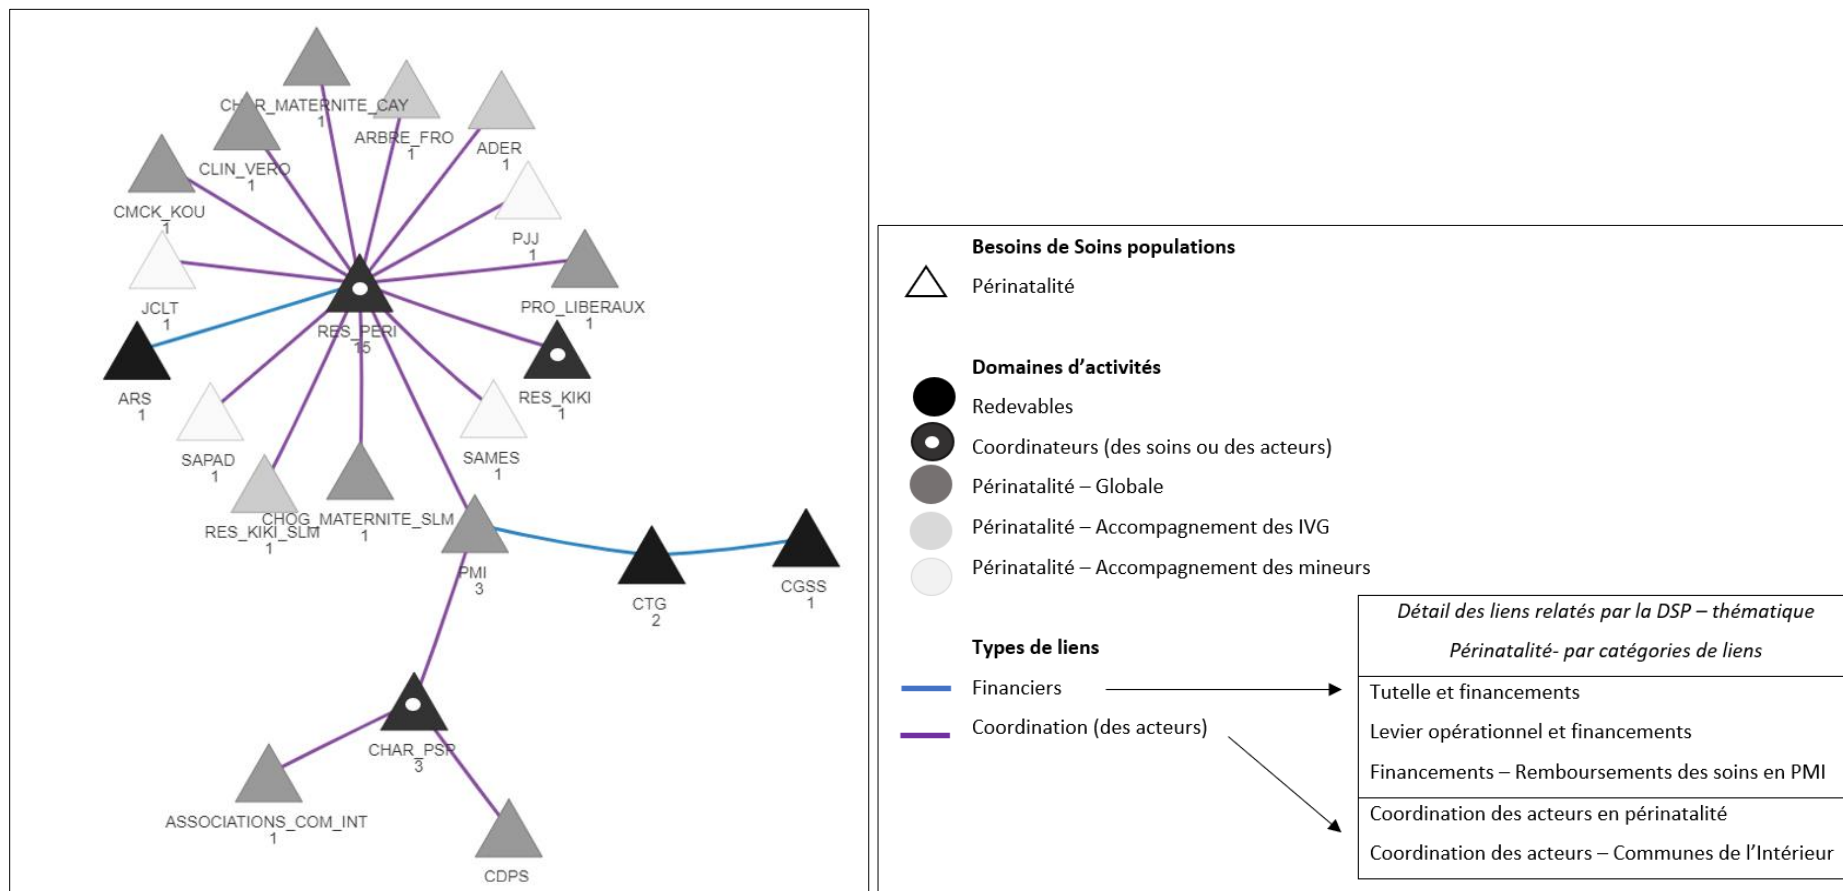 CHAR_MATERNITE_CAY
1
ARBRE_FRO
1
ADER
1
CLIN_VERO
1
CMCK_KOU
1
PJJ
1
JCLT
1
PRO_LIBERAUX
1
RES_PERI
15
ARS
1
RES_KIKI
1
SAPAD
1
SAMES
1
RES_KIKI_SLM
1
CHOG_MATERNITE_SLM
1
PMI
3
CTG
2
CGSS
1
CHAR_PSP
3
ASSOCIATIONS_COM_INT
1
CDPS
Besoins de Soins populations
Périnatalité
Domaines d’activités
Redevables
Coordinateurs (des soins ou des acteurs)
Périnatalité – Globale
Périnatalité – Accompagnement des IVG
Périnatalité – Accompagnement des mineurs
Types de liens
Financiers
Coordination (des acteurs)
Détail des liens relatés par la DSP – thématique
Périnatalité- par catégories de liens
Tutelle et financements
Levier opérationnel et financements
Financements – Remboursements des soins en PMI
Coordination des acteurs en périnatalité
Coordination des acteurs – Communes de l’Intérieur